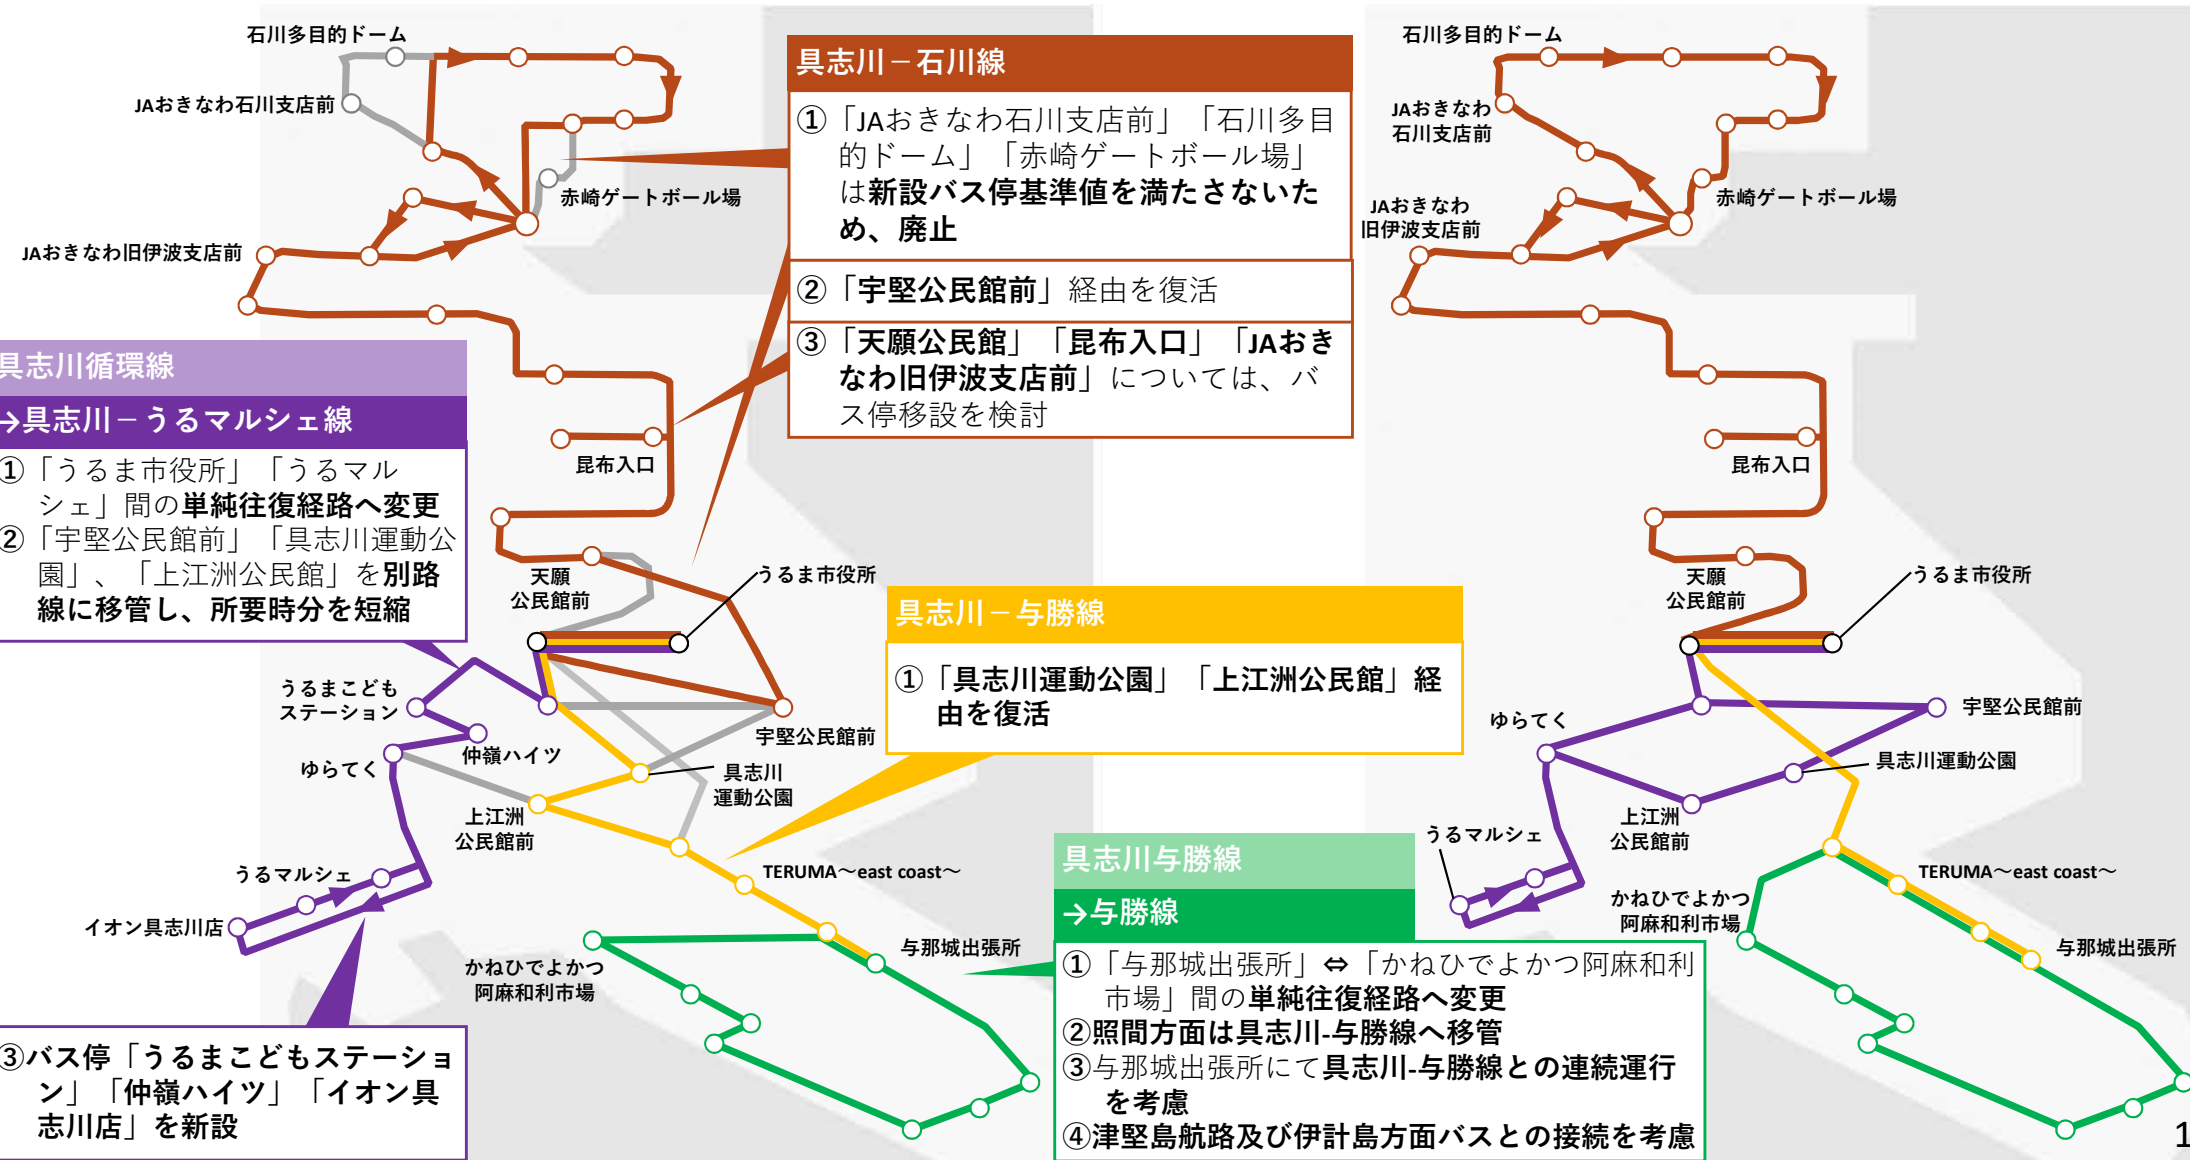 石川多目的ドーム
JAおきなわ石川支店前
赤崎ゲートボール場
JAおきなわ旧伊波支店前
具志川－石川線
①「JAおきなわ石川支店前」「石川多目
的ドーム」「赤崎ゲートボール場」
は新設バス停基準値を満たさないた
め、廃止
②「宇堅公民館前」経由を復活
③「天願公民館」「昆布入口」「JAおき
なわ旧伊波支店前」については、バ
ス停移設を検討
石川多目的ドーム
JAおきなわ
石川支店前
赤崎ゲートボール場
JAおきなわ
旧伊波支店前
具志川循環線
→具志川－うるマルシェ線
①「うるま市役所」「うるマル
シェ」間の単純往復経路へ変更
②「宇堅公民館前」「具志川運動公
園」、「上江洲公民館」を別路
線に移管し、所要時分を短縮
昆布入口
天願
公民館前
うるま市役所
うるまこども
ステーション
仲嶺ハイツ
ゆらてく
宇堅公民館前
具志川
運動公園
上江洲
公民館前
うるマルシェ
イオン具志川店
TERUMA～east coast～
かねひでよかつ
阿麻和利市場
与那城出張所
③バス停「うるまこどもステーショ
ン」「仲嶺ハイツ」「イオン具
志川店」を新設
具志川－与勝線
①「具志川運動公園」「上江洲公民館」経
由を復活
具志川与勝線
→与勝線
①「与那城出張所」⇔「かねひでよかつ阿麻和利
市場」間の単純往復経路へ変更
②照間方面は具志川-与勝線へ移管
③与那城出張所にて具志川-与勝線との連続運行
を考慮
④津堅島航路及び伊計島方面バスとの接続を考慮
昆布入口
天願
公民館前
うるま市役所
ゆらてく
宇堅公民館前
具志川運動公園
上江洲
公民館前
うるマルシェ
TERUMA～east coast～
かねひでよかつ
阿麻和利市場
与那城出張所
1